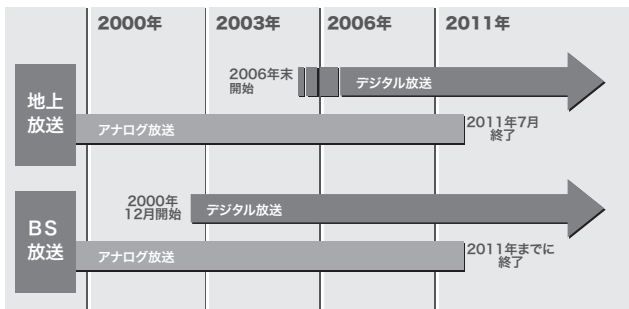 2000年
2003年
2006年
2011年
地上
放送
2006年末
開始
デジタル放送
アナログ放送
2011年7月
終了
BS
放送
2000年
12月開始
デジタル放送
アナログ放送
2011年までに
終了